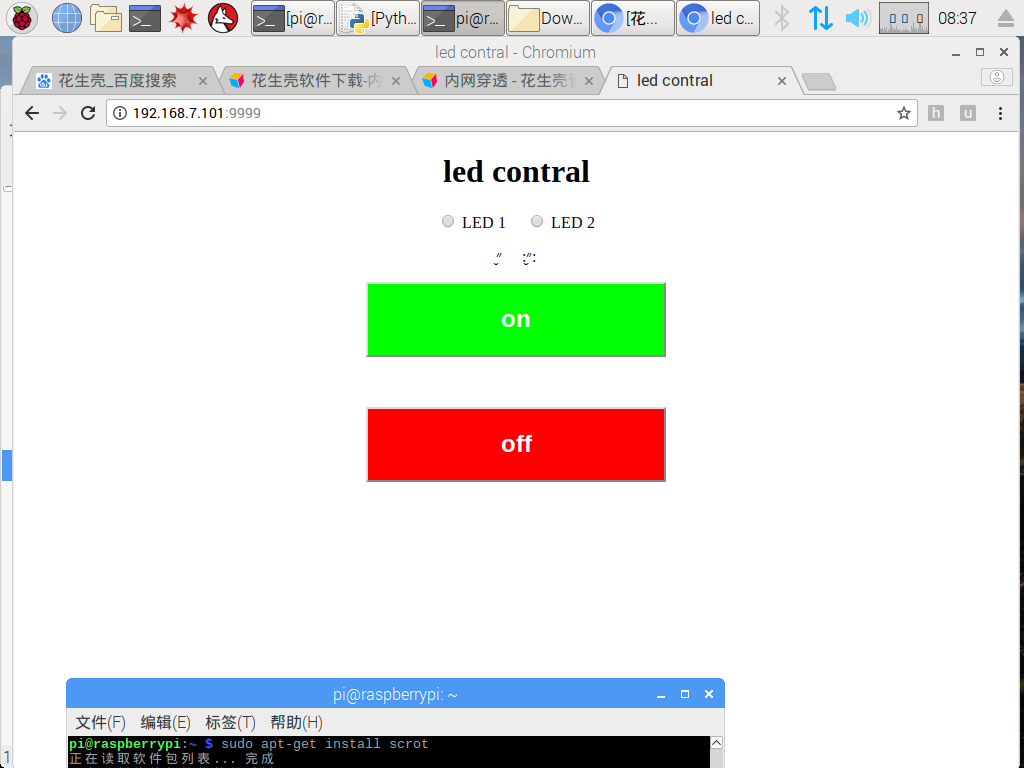 [pi@r...
[Pyth...
pi@r...
Dow...
[花...
led c...
08:37
led contral - Chromium
花生壳_百度搜索
花生壳软件下载-内
内网穿透 - 花生壳
led contral
192.168.7.101:9999
h
u
led contral
LED 1
LED 2
on
off
pi@raspberrypi: ~
文件(F) 编辑(E) 标签(T) 帮助(H)
pi@raspberrypi:~ $ sudo apt-get install scrot
正在读取软件包列表... 完成
1